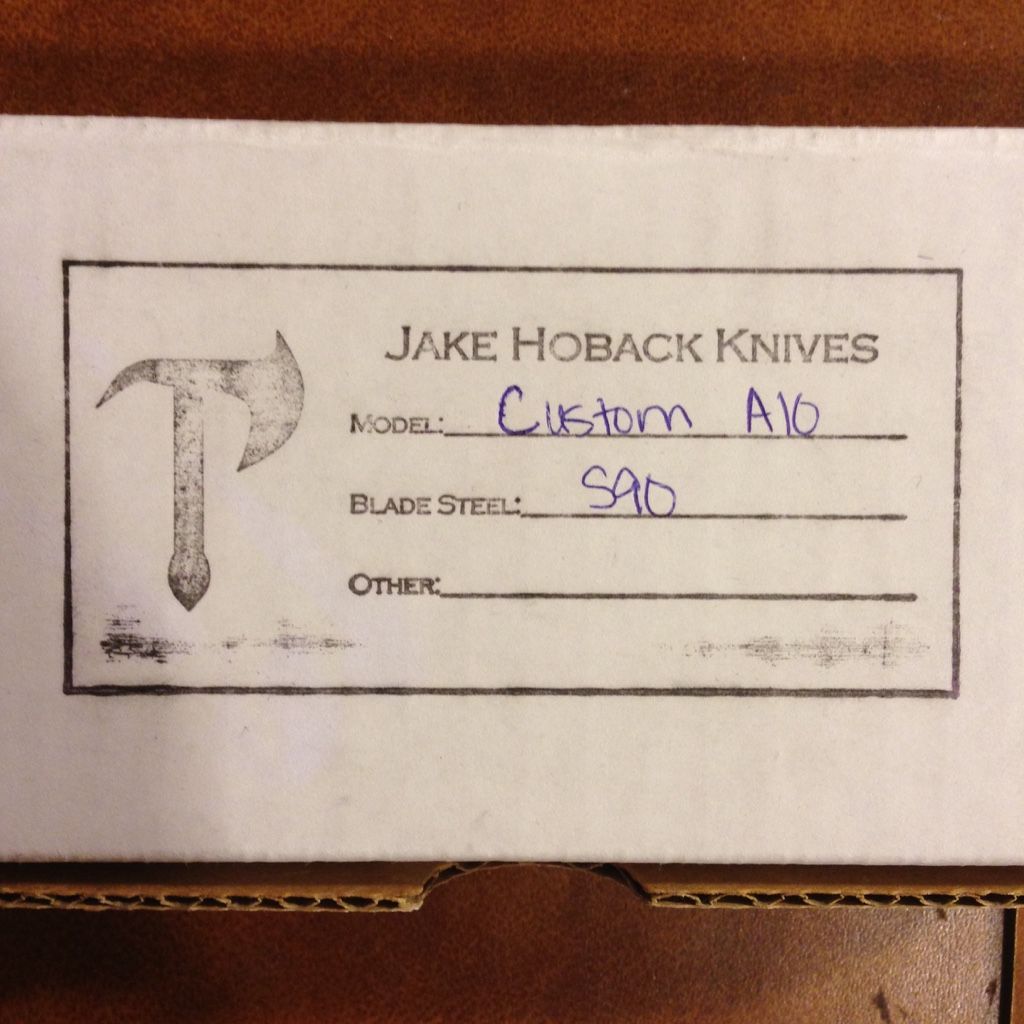 JAKE HOBACK KNIVES
MODEL: Custom A10
BLADE STEEL: S90
OTHER: